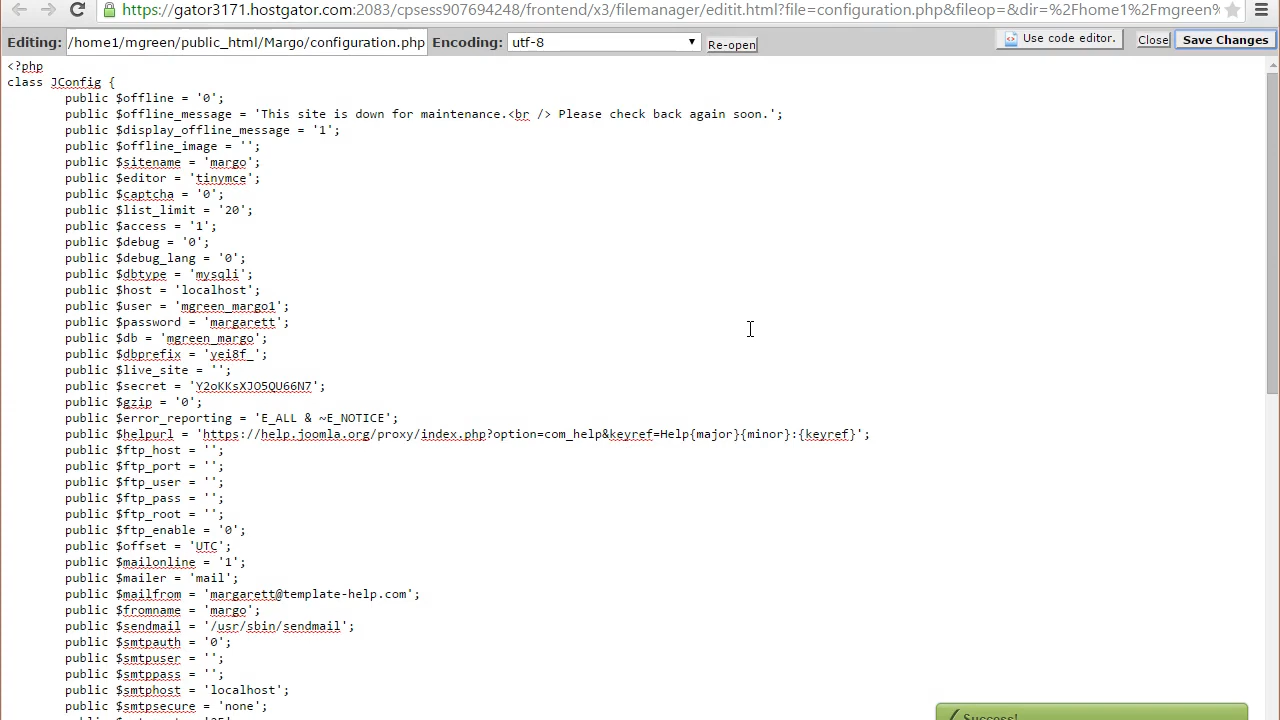 https://gator3171.hostgator.com:2083/cpsess907694248/frontend/x3/filemanager/editit.html?file=configuration.php&fileop=&dir=%2Fhome1%2Fmgreen%
Editing: /home1/mgreen/public_html/Margo/configuration.php Encoding: utf-8 Re-open Use code editor. Close Save Changes
<?php
class JConfig {
public $offline = '0';
public $offline_message = 'This site is down for maintenance.<br /> Please check back again soon.';
public $display_offline_message = '1';
public $offline_image = '';
public $sitename = 'margo';
public $editor = 'tinymce';
public $captcha = '0';
public $list_limit = '20';
public $access = '1';
public $debug = '0';
public $debug_lang = '0';
public $dbtype = 'mysqli';
public $host = 'localhost';
public $user = 'mgreen_margo1';
public $password = 'margarett';
public $db = 'mgreen_margo';
public $dbprefix = 'yei8f_';
public $live_site = '';
public $secret = 'Y2oKKsXJO5QU66N7';
public $gzip = '0';
public $error_reporting = 'E_ALL & ~E_NOTICE';
public $helpurl = 'https://help.joomla.org/proxy/index.php?option=com_help&keyref=Help{major}{minor}:{keyref}';
public $ftp_host = '';
public $ftp_port = '';
public $ftp_user = '';
public $ftp_pass = '';
public $ftp_root = '';
public $ftp_enable = '0';
public $offset = 'UTC';
public $mailonline = '1';
public $mailer = 'mail';
public $mailfrom = 'margarett@template-help.com';
public $fromname = 'margo';
public $sendmail = '/usr/sbin/sendmail';
public $smtpauth = '0';
public $smtpuser = '';
public $smtppass = '';
public $smtphost = 'localhost';
public $smtpsecure = 'none';
Success!